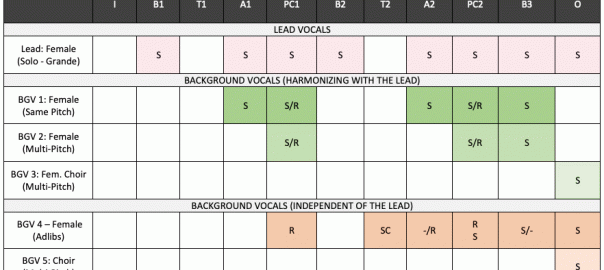 I B1 T1 A1 PC1 B2 T2 A2 PC2 B3 O
LEAD VOCALS
Lead: Female
(Solo - Grande)
S S S S S S S S
BACKGROUND VOCALS (HARMONIZING WITH THE LEAD)
BGV 1: Female
(Same Pitch)
S S/R S S/R S
BGV 2: Female
(Multi-Pitch)
S/R S/R S
BGV 3: Fem. Choir
(Multi-Pitch)
S
BACKGROUND VOCALS (INDEPENDENT OF THE LEAD)
BGV 4 – Female
(Adlibs)
R SC -/R R
S S/- S
BGV 5: Choir
S